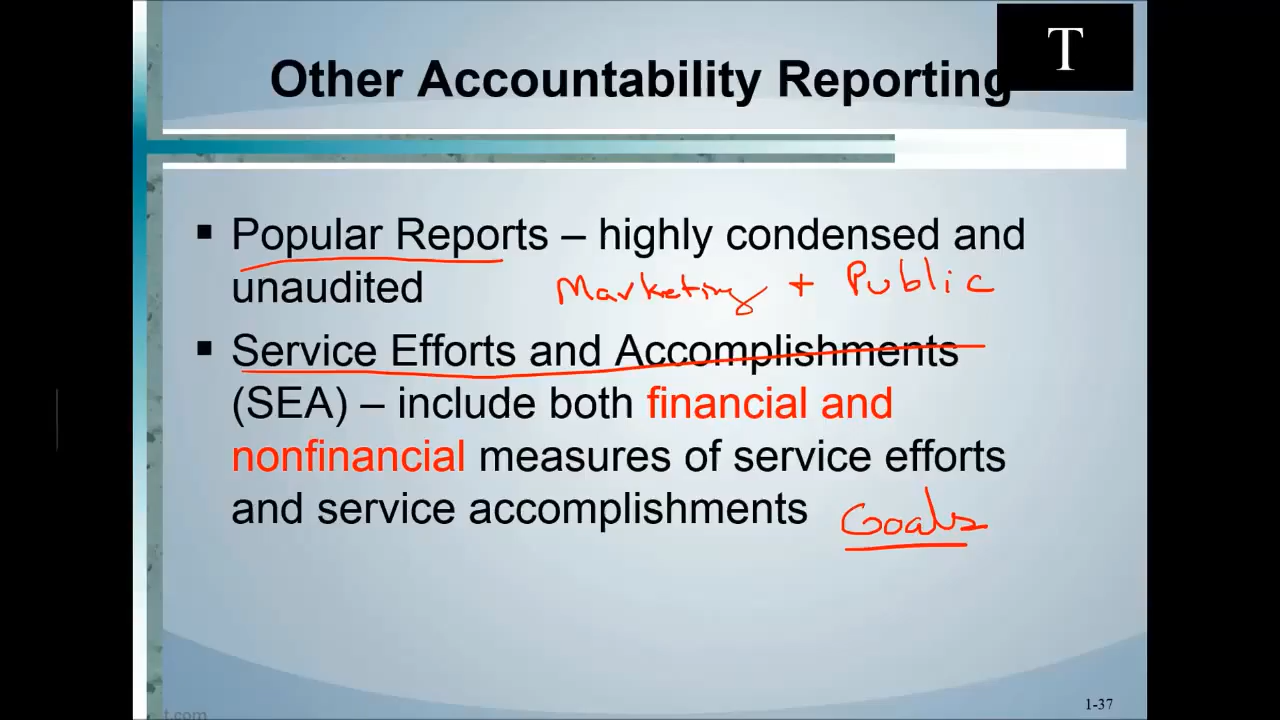 T
Other Accountability Reporting
▪ Popular Reports – highly condensed and
unaudited Marketing + Public
▪ Service Efforts and Accomplishments
(SEA) – include both financial and
nonfinancial measures of service efforts
and service accomplishments Goals
1-37
t.com